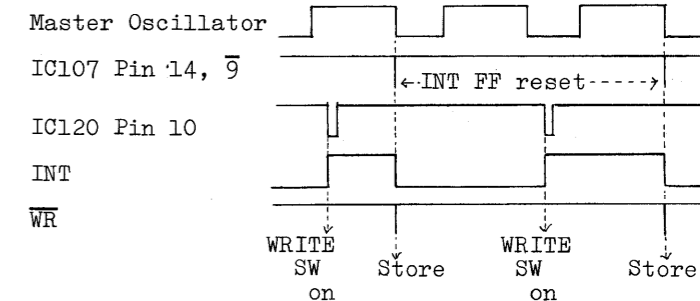 Master Oscillator
IC107 Pin 14, 9̅
←INT FF reset-----→
IC120 Pin 10
INT
W̅R̅
WRITE SW on
Store
WRITE SW on
Store